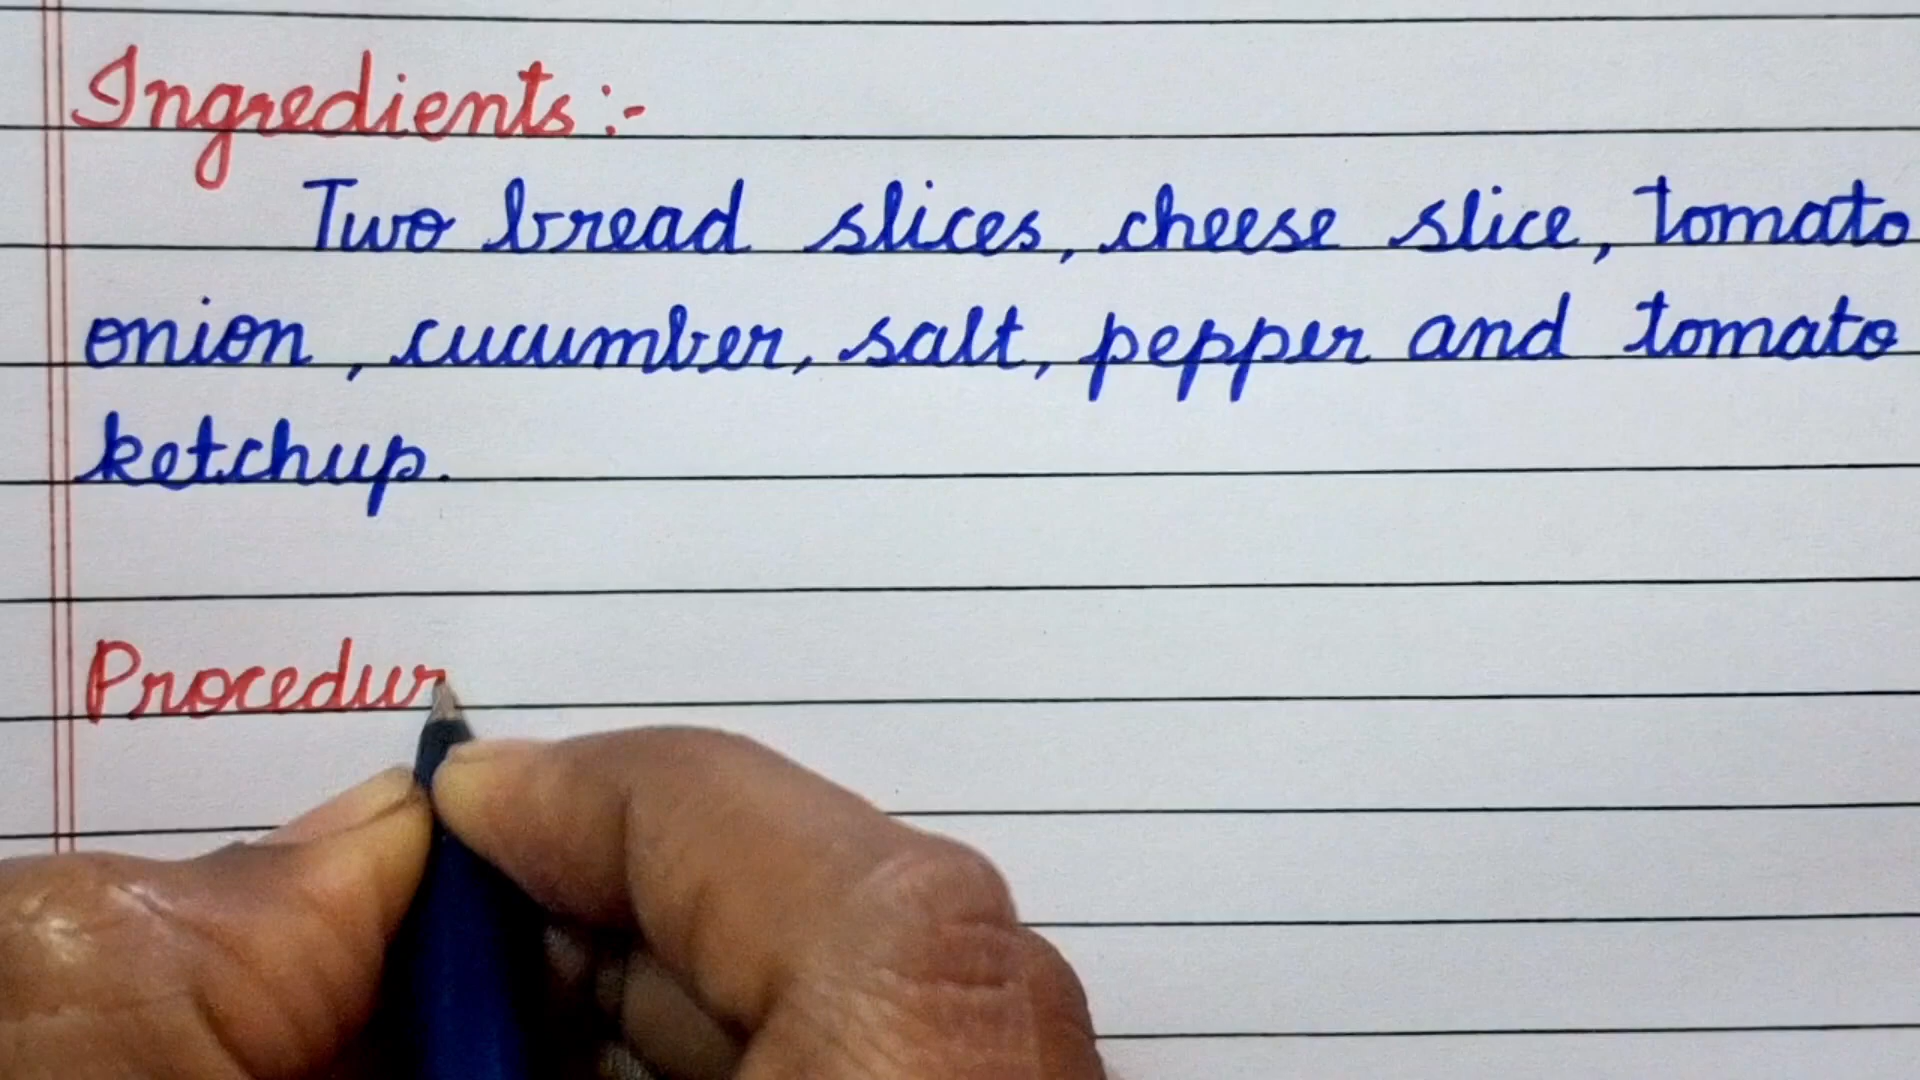 Ingredients :-
Two bread slices, cheese slice, tomato
onion, cucumber, salt, pepper and tomato
ketchup.
Procedur